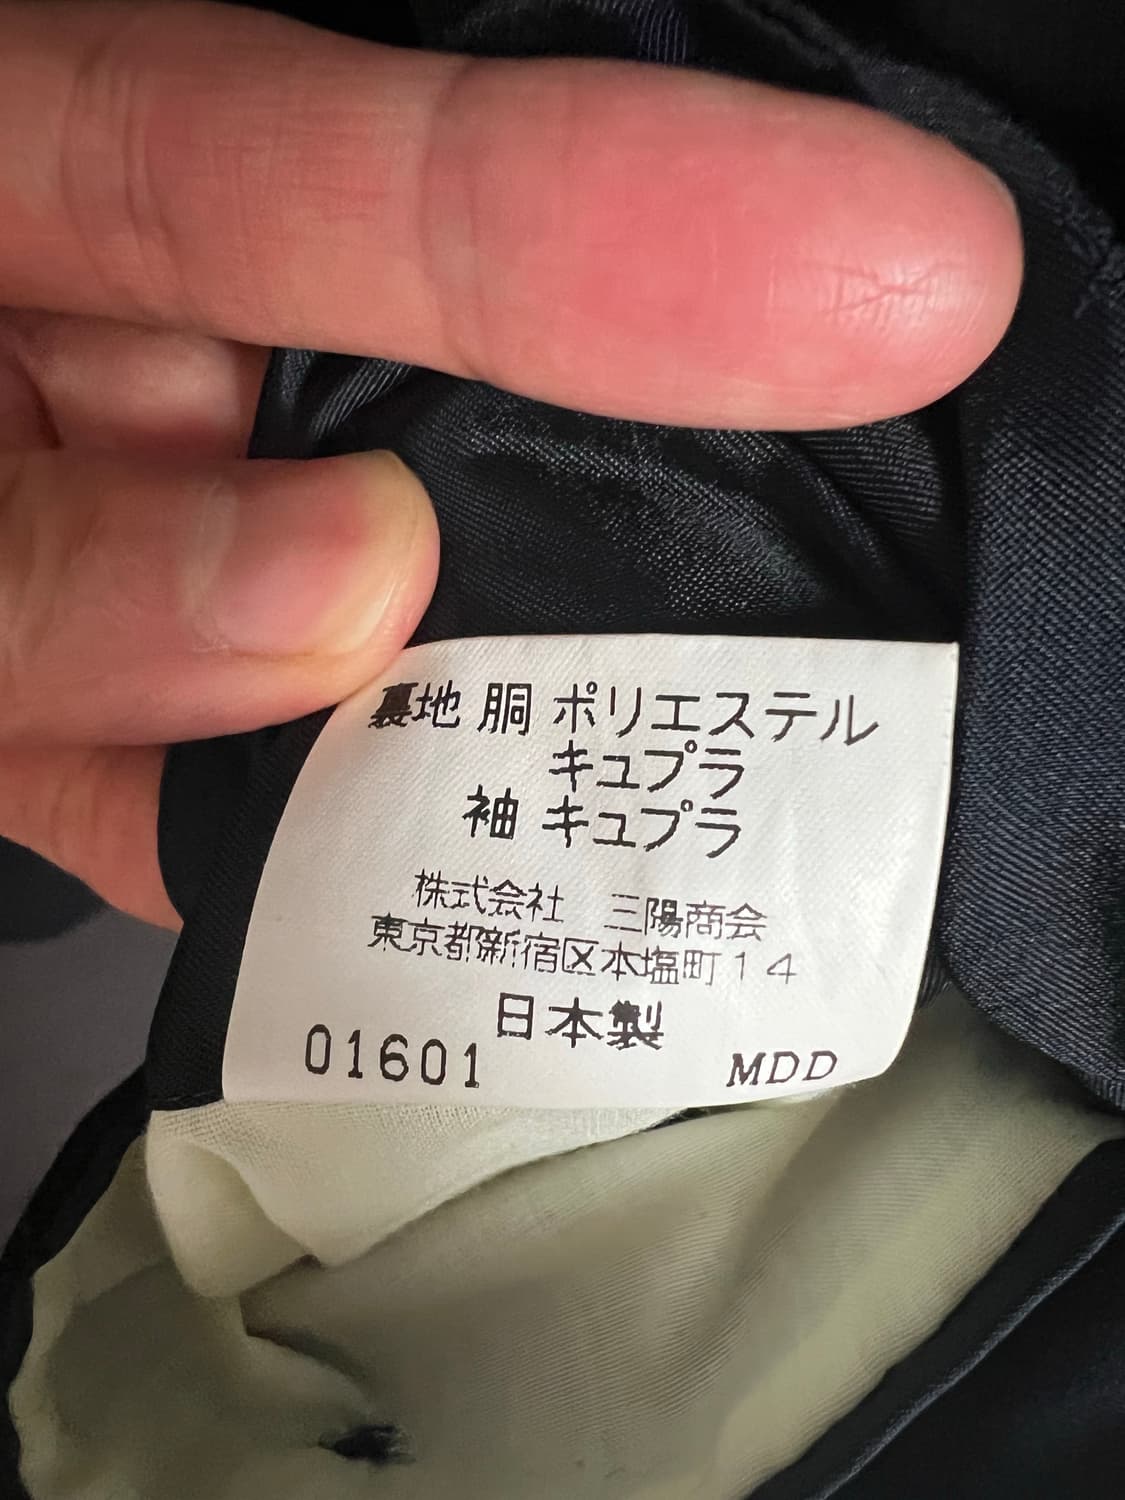 裏地 胴 ポリエステル
キュプラ
袖 キュプラ
株式会社 三陽商会
東京都新宿区本塩町14
日本製
01601 MDD